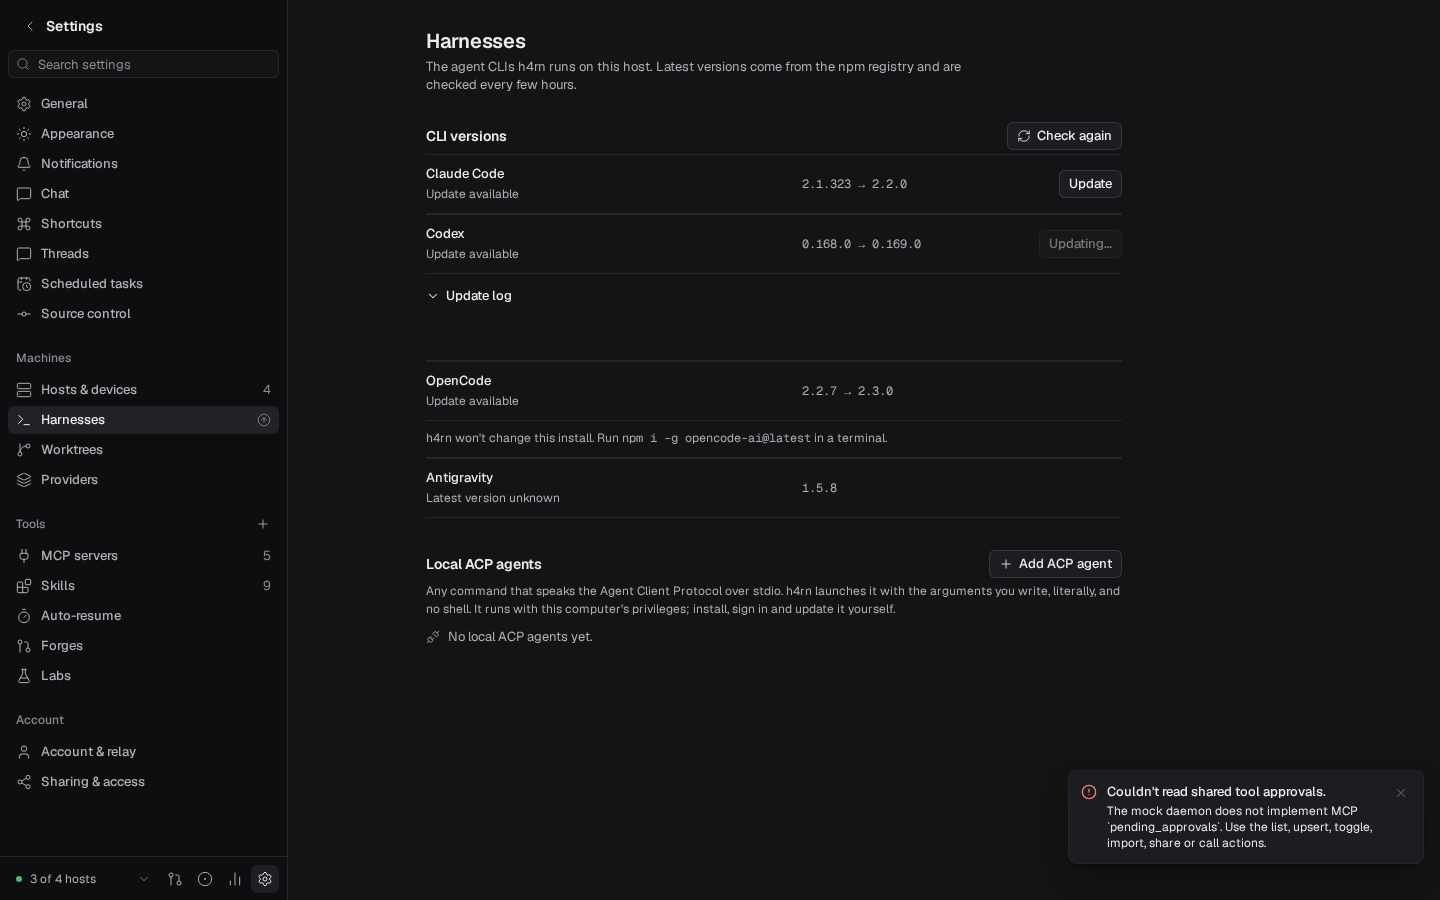 Settings
Search settings
General
Appearance
Notifications
Chat
Shortcuts
Threads
Scheduled tasks
Source control
Machines
Hosts & devices 4
Harnesses
Worktrees
Providers
Tools
MCP servers 5
Skills 9
Auto-resume
Forges
Labs
Account
Account & relay
Sharing & access
3 of 4 hosts
Harnesses
The agent CLIs h4rn runs on this host. Latest versions come from the npm registry and are
checked every few hours.
CLI versions
Check again
Claude Code
Update available
2.1.323 → 2.2.0
Update
Codex
Update available
0.168.0 → 0.169.0
Updating…
Update log
OpenCode
Update available
2.2.7 → 2.3.0
h4rn won't change this install. Run npm i -g opencode-ai@latest in a terminal.
Antigravity
Latest version unknown
1.5.8
Local ACP agents
Add ACP agent
Any command that speaks the Agent Client Protocol over stdio. h4rn launches it with the arguments you write, literally, and
no shell. It runs with this computer's privileges; install, sign in and update it yourself.
No local ACP agents yet.
Couldn't read shared tool approvals.
The mock daemon does not implement MCP
`pending_approvals`. Use the list, upsert, toggle,
import, share or call actions.